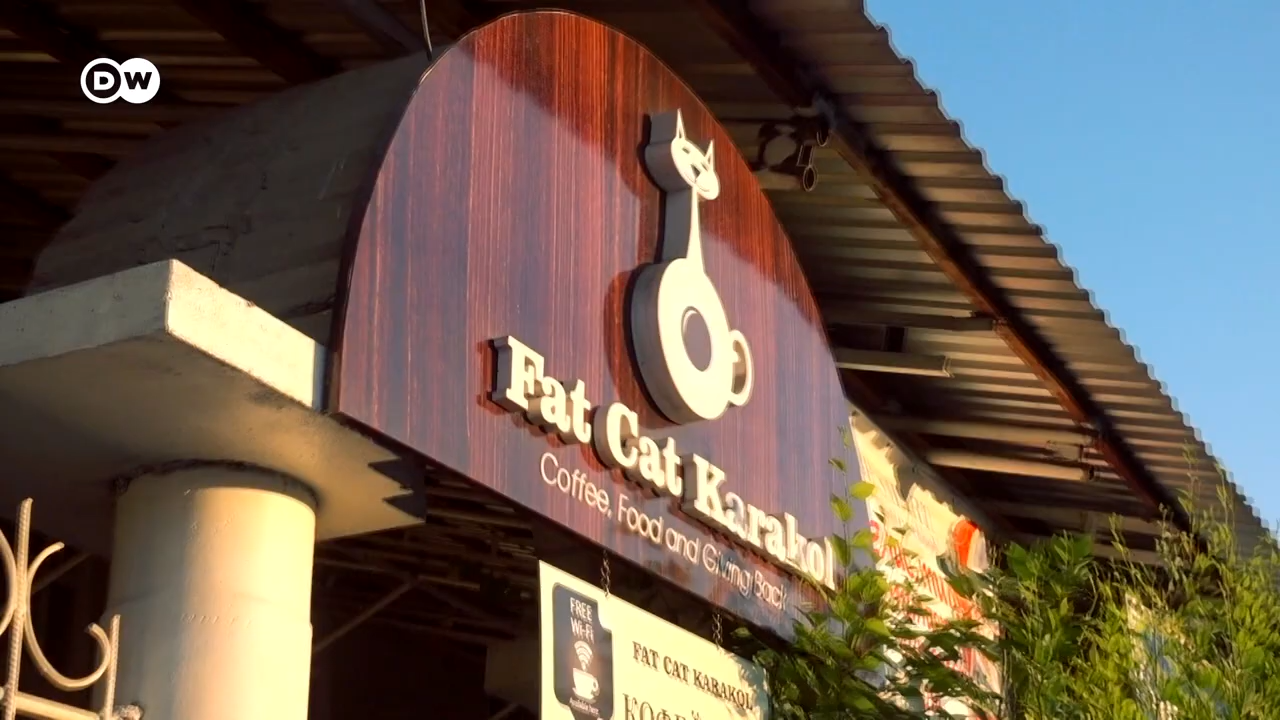 DW
Fat Cat Karakol
Coffee, Food and Giving Back
FREE
Wi-Fi
FAT CAT KARAKOL